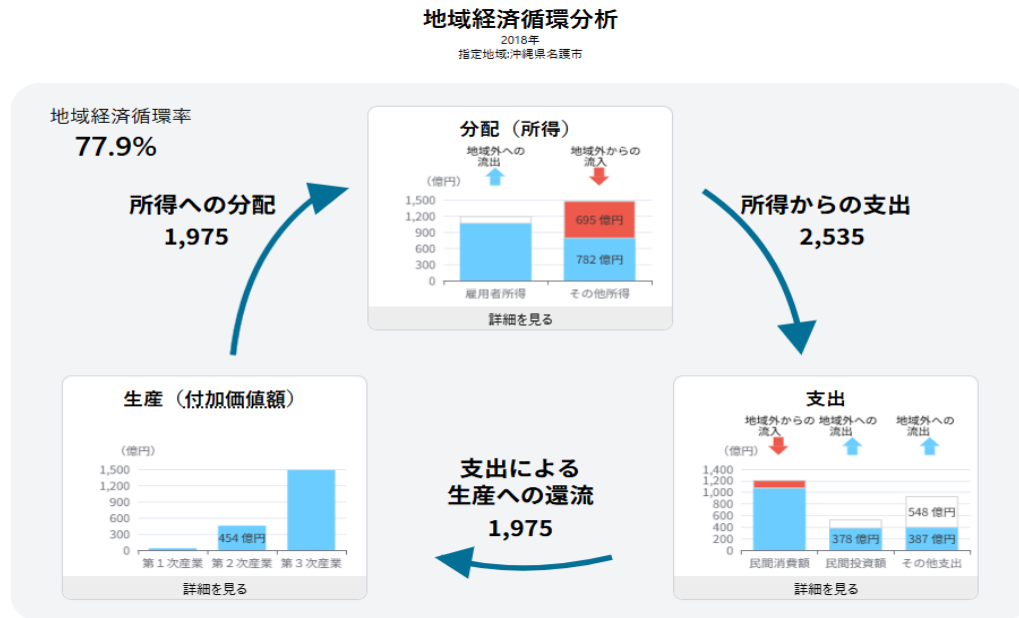 地域経済循環分析
2018年
指定地域:沖縄県名護市
地域経済循環率
77.9%
所得への分配
1,975
分配（所得）
地域外への
流出
地域外からの
流入
（億円）
1,500
1,200
900
600
300
0
695 億円
782 億円
雇用者所得
その他所得
詳細を見る
所得からの支出
2,535
生産（付加価値額）
（億円）
1,500
1,200
900
600
300
0
454 億円
第１次産業
第２次産業
第３次産業
詳細を見る
支出による
生産への還流
1,975
支出
地域外からの
流入
地域外への
流出
地域外への
流出
（億円）
1,400
1,200
1,000
800
600
400
200
0
378 億円
548 億円
387 億円
民間消費額
民間投資額
その他支出
詳細を見る